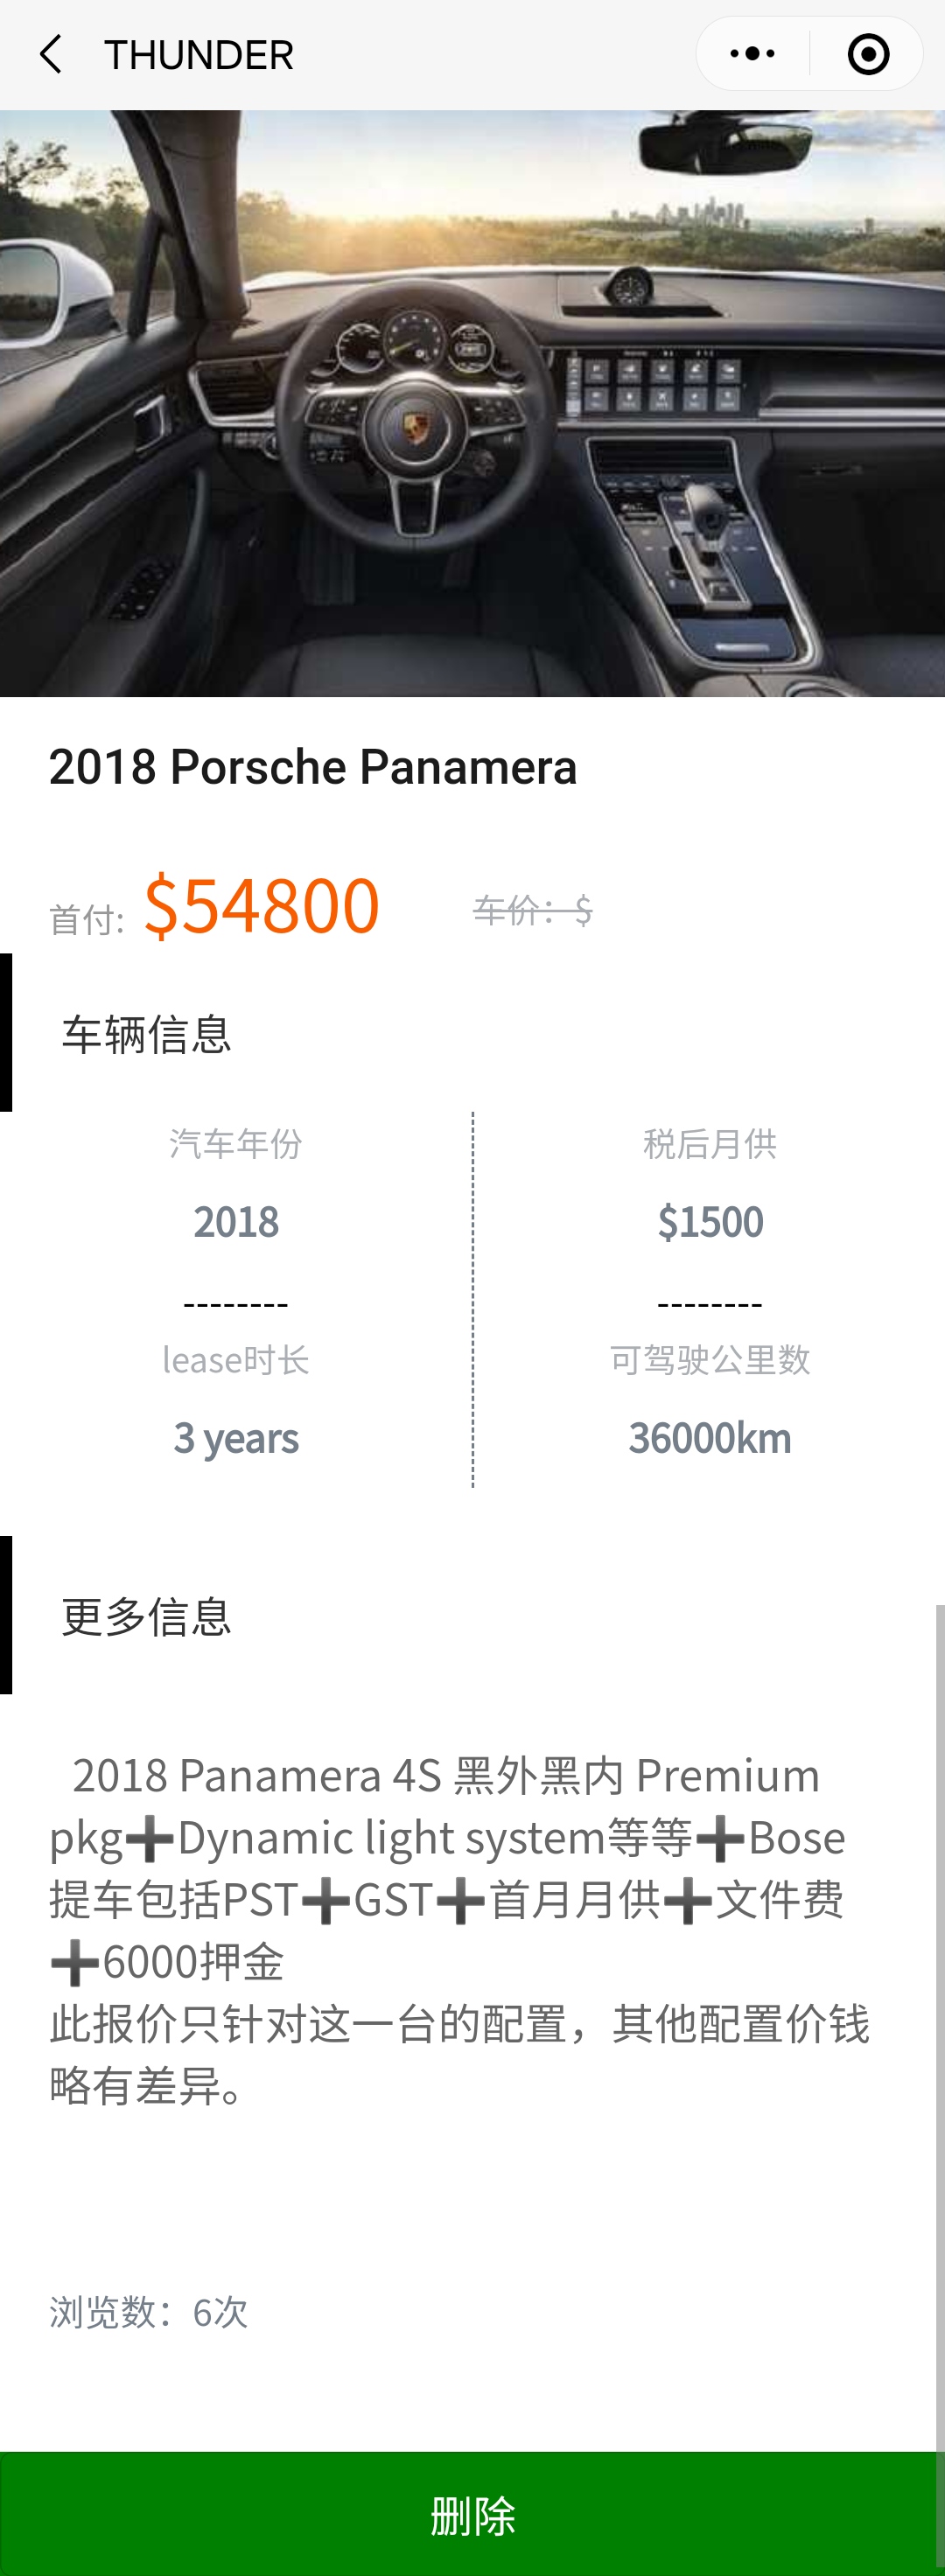 THUNDER
2018 Porsche Panamera
首付: $54800 车价：$
车辆信息
汽车年份 税后月供
2018 $1500
-------- --------
lease时长 可驾驶公里数
3 years 36000km
更多信息
2018 Panamera 4S 黑外黑内 Premium
pkg➕Dynamic light system等等➕Bose
提车包括PST➕GST➕首月月供➕文件费
➕6000押金
此报价只针对这一台的配置，其他配置价钱
略有差异。
浏览数：6次
删除